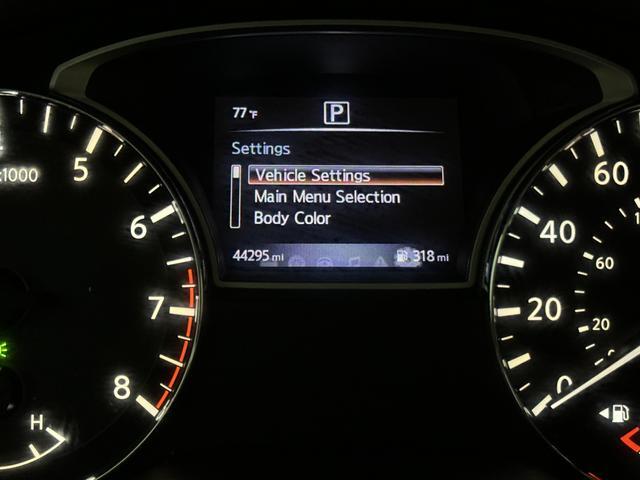 77°F
P
Settings
Vehicle Settings
Main Menu Selection
Body Color
44295 mi
318 mi
x1000
5
6
7
8
H
60
40
20
0
60
20